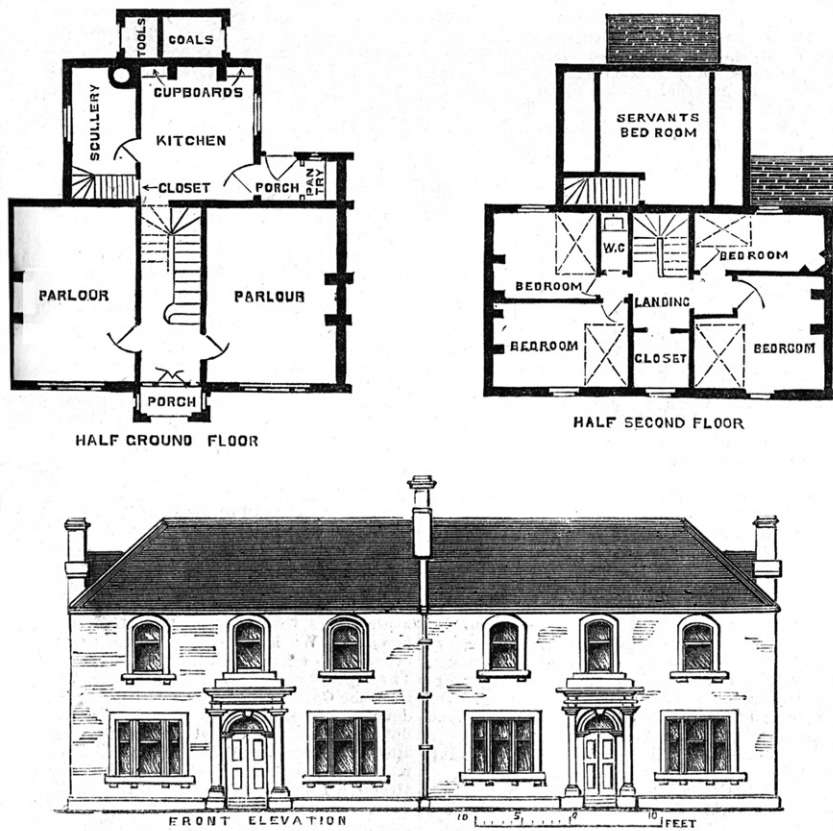 TOOLS
COALS
CUPBOARDS
SCULLERY
KITCHEN
CLOSET
PORCH
PAN
TRY
PARLOUR
PARLOUR
PORCH
HALF GROUND FLOOR
SERVANTS
BED ROOM
W.C
BEDROOM
BEDROOM
LANDING
BEDROOM
CLOSET
BEDROOM
HALF SECOND FLOOR
FRONT ELEVATION
10 5 0 10 FEET